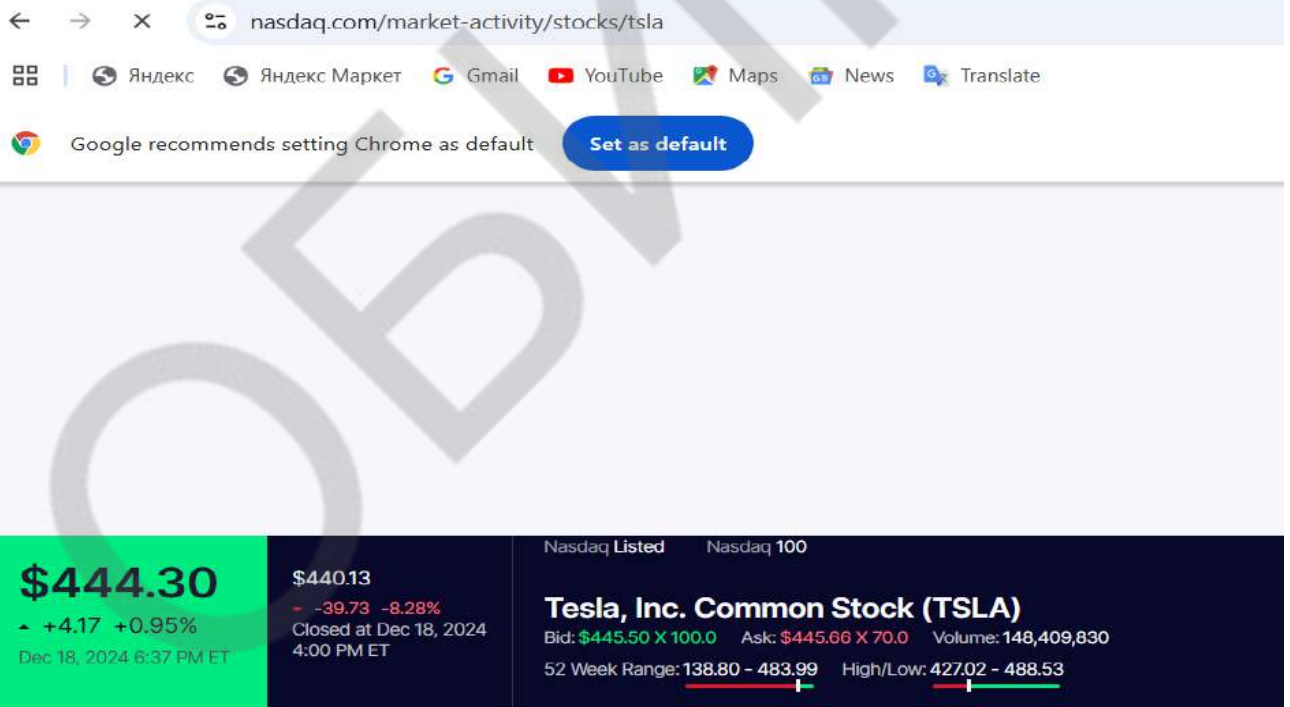 nasdaq.com/market-activity/stocks/tsla
Яндекс Яндекс Маркет Gmail YouTube Maps News Translate
Google recommends setting Chrome as default Set as default
$444.30
+4.17 +0.95%
Dec 18, 2024 6:37 PM ET
$440.13
-39.73 -8.28%
Closed at Dec 18, 2024
4:00 PM ET
Nasdaq Listed Nasdaq 100
Tesla, Inc. Common Stock (TSLA)
Bid: $445.50 X 100.0 Ask: $445.66 X 70.0 Volume: 148,409,830
52 Week Range: 138.80 - 483.99 High/Low: 427.02 - 488.53